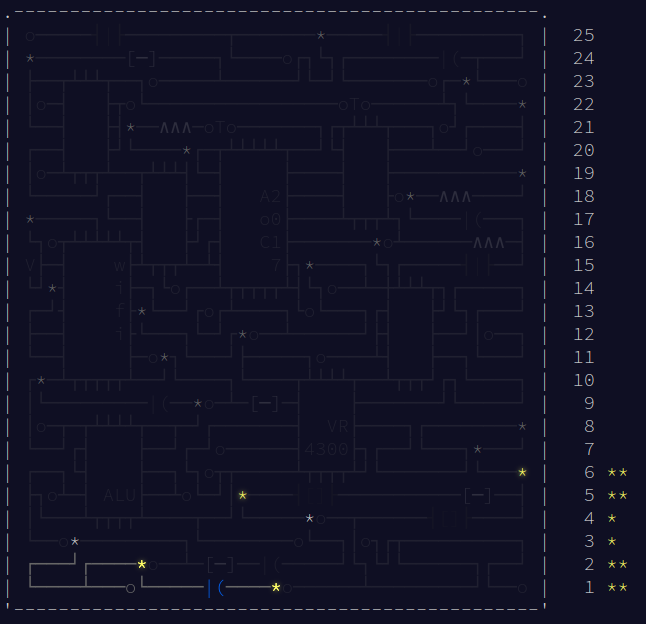 25
24
23
T 22
21
T
20
19
A2 18
o0 17
C1 16
V w 7 15
i 14
f 13
i 12
11
10
9
VR 8
4300 7
6 **
ALU 5 **
4 *
3 *
2 **
1 **